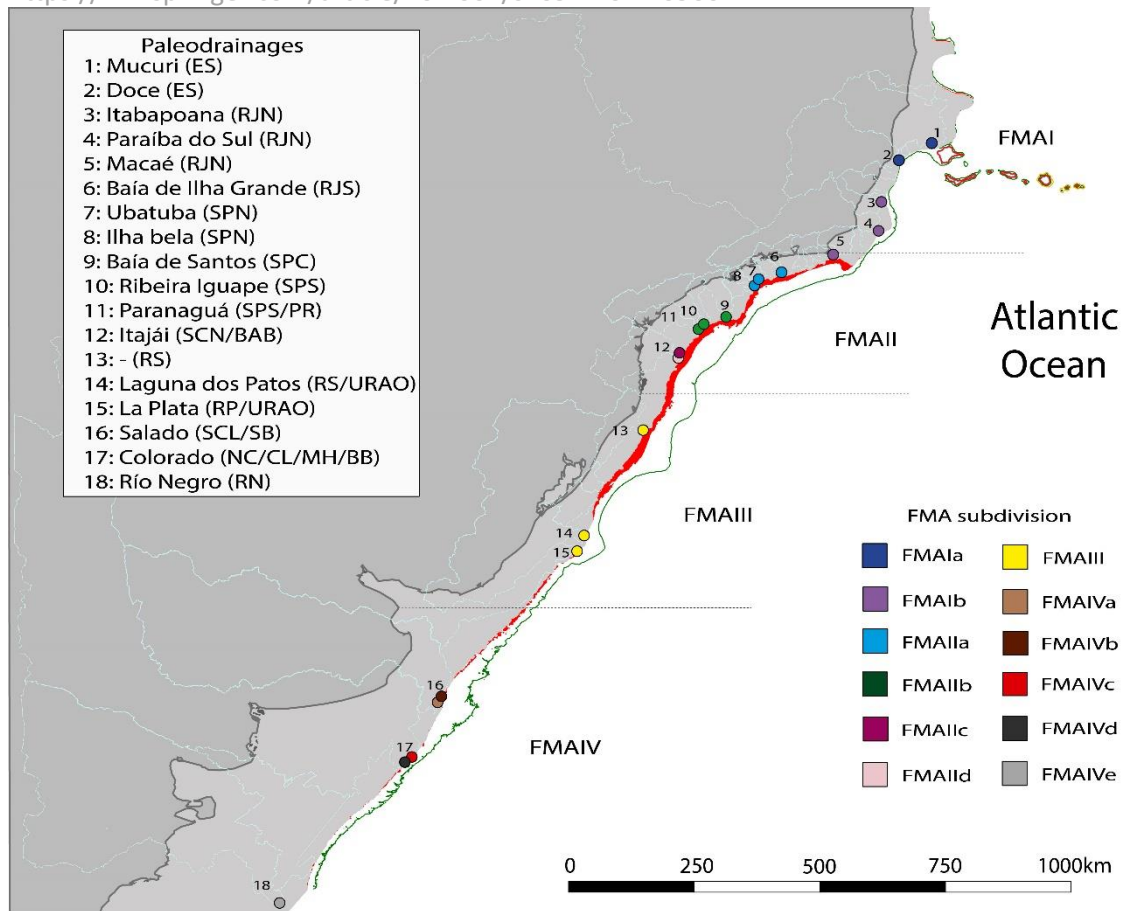 Paleodrainages
1: Mucuri (ES)
2: Doce (ES)
3: Itabapoana (RJN)
4: Paraíba do Sul (RJN)
5: Macaé (RJN)
6: Baía de Ilha Grande (RJS)
7: Ubatuba (SPN)
8: Ilha bela (SPN)
9: Baía de Santos (SPC)
10: Ribeira Iguape (SPS)
11: Paranaguá (SPS/PR)
12: Itajái (SCN/BAB)
13: - (RS)
14: Laguna dos Patos (RS/URAO)
15: La Plata (RP/URAO)
16: Salado (SCL/SB)
17: Colorado (NC/CL/MH/BB)
18: Río Negro (RN)
1
FMAI
2
3
4
5
6
7
8
9
10
11
12
FMAII
Atlantic
Ocean
13
FMAIII
14
15
16
17
FMAIV
18
FMA subdivision
FMAIa
FMAIII
FMAIb
FMAIVa
FMAIIa
FMAIVb
FMAIIb
FMAIVc
FMAIIc
FMAIVd
FMAIId
FMAIVe
0 250 500 750 1000km